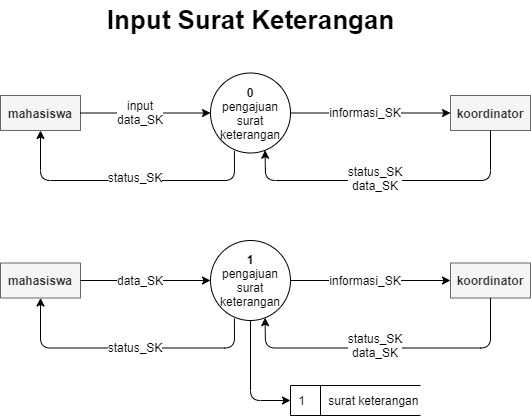 Input Surat Keterangan
0
pengajuan
surat
keterangan
mahasiswa
input
data_SK
informasi_SK
koordinator
status_SK
status_SK
data_SK
1
pengajuan
surat
keterangan
mahasiswa
data_SK
informasi_SK
koordinator
status_SK
status_SK
data_SK
1
surat keterangan